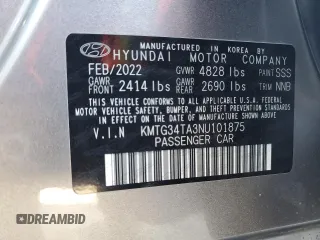 MANUFACTURED IN KOREA BY
HYUNDAI MOTOR COMPANY
FEB/2022 GVWR 4828 lbs PAINT SSS
GAWR FRONT 2414 lbs GAWR REAR 2690 lbs TRIM NNB
THIS VEHICLE CONFORMS TO ALL APPLICABLE FEDERAL
MOTOR VEHICLE SAFETY, BUMPER, AND THEFT PREVENTION
STANDARDS IN EFFECT ON THE DATE OF MANUFACTURE
SHOWN ABOVE.
V.I.N KMTG34TA3NU101875
PASSENGER CAR
DREAMBID